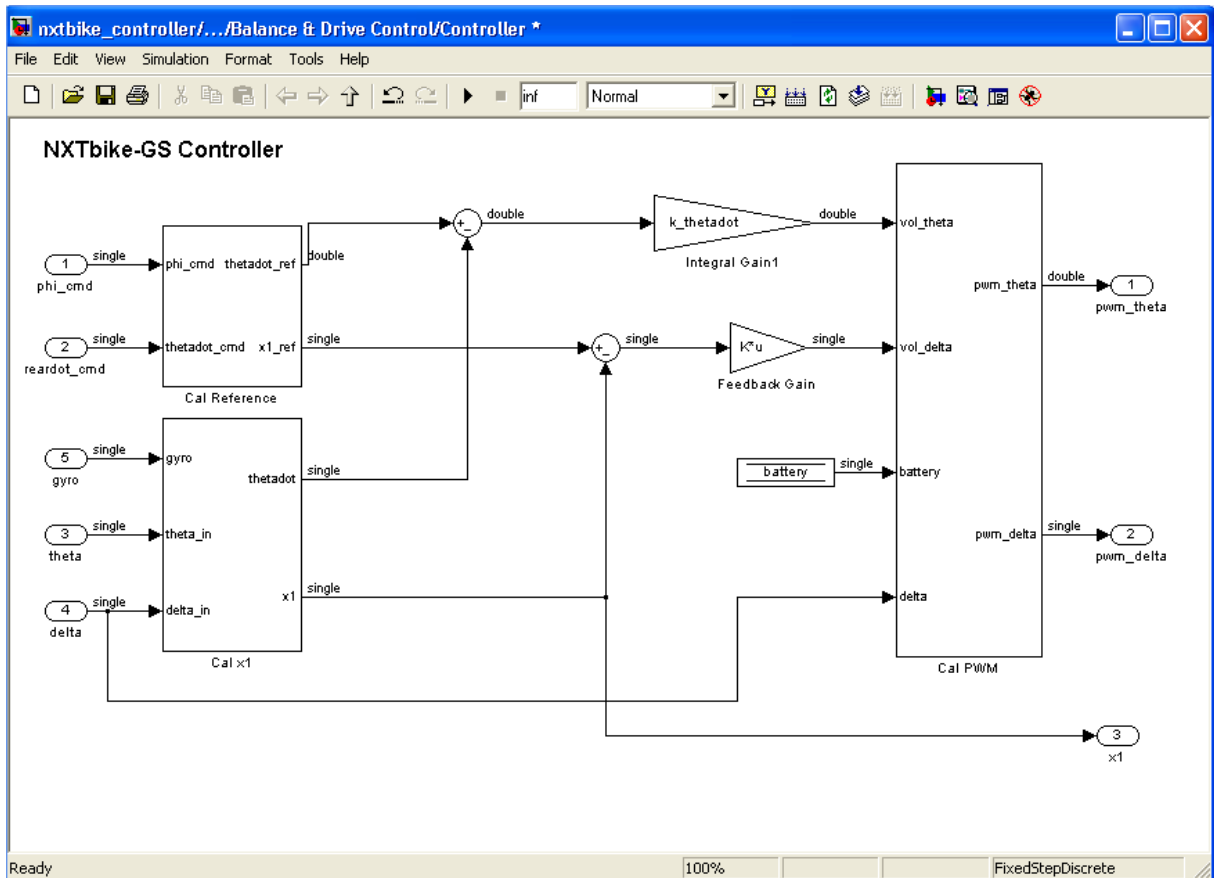 nxtbike_controller/.../Balance & Drive Control/Controller *
File Edit View Simulation Format Tools Help
inf Normal
NXTbike-GS Controller
single
1
phi_cmd
single
2
reardot_cmd
phi_cmd thetadot_ref
thetadot_cmd x1_ref
Cal Reference
double
single
+_
double
k_thetadot
Integral Gain1
double
+_
single
K*u
Feedback Gain
single
battery
single
single
5
gyro
single
3
theta
single
4
delta
gyro
thetadot
theta_in
x1
delta_in
Cal x1
single
single
vol_theta
pwm_theta
vol_delta
battery
pwm_delta
delta
Cal PWM
double
1
pwm_theta
single
2
pwm_delta
3
x1
Ready 100% FixedStepDiscrete